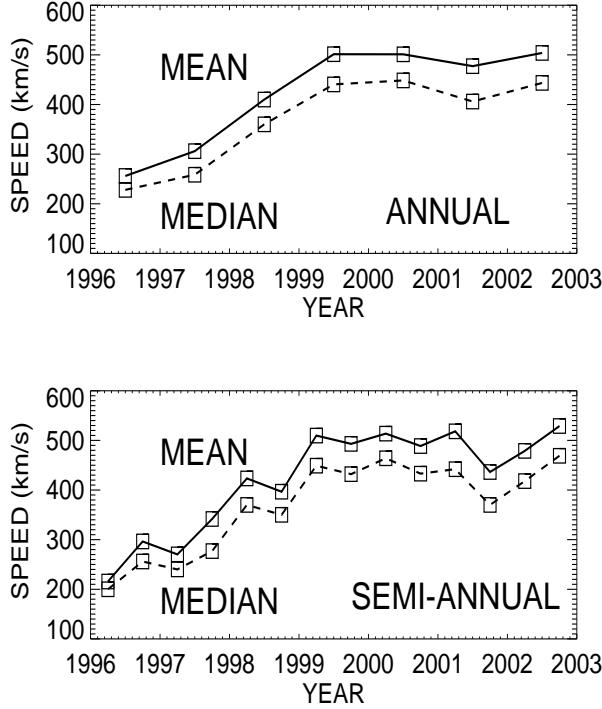 600
500
400
300
200
100
SPEED (km/s)
MEAN
MEDIAN
ANNUAL
1996 1997 1998 1999 2000 2001 2002 2003
YEAR
600
500
400
300
200
100
SPEED (km/s)
MEAN
MEDIAN
SEMI-ANNUAL
1996 1997 1998 1999 2000 2001 2002 2003
YEAR